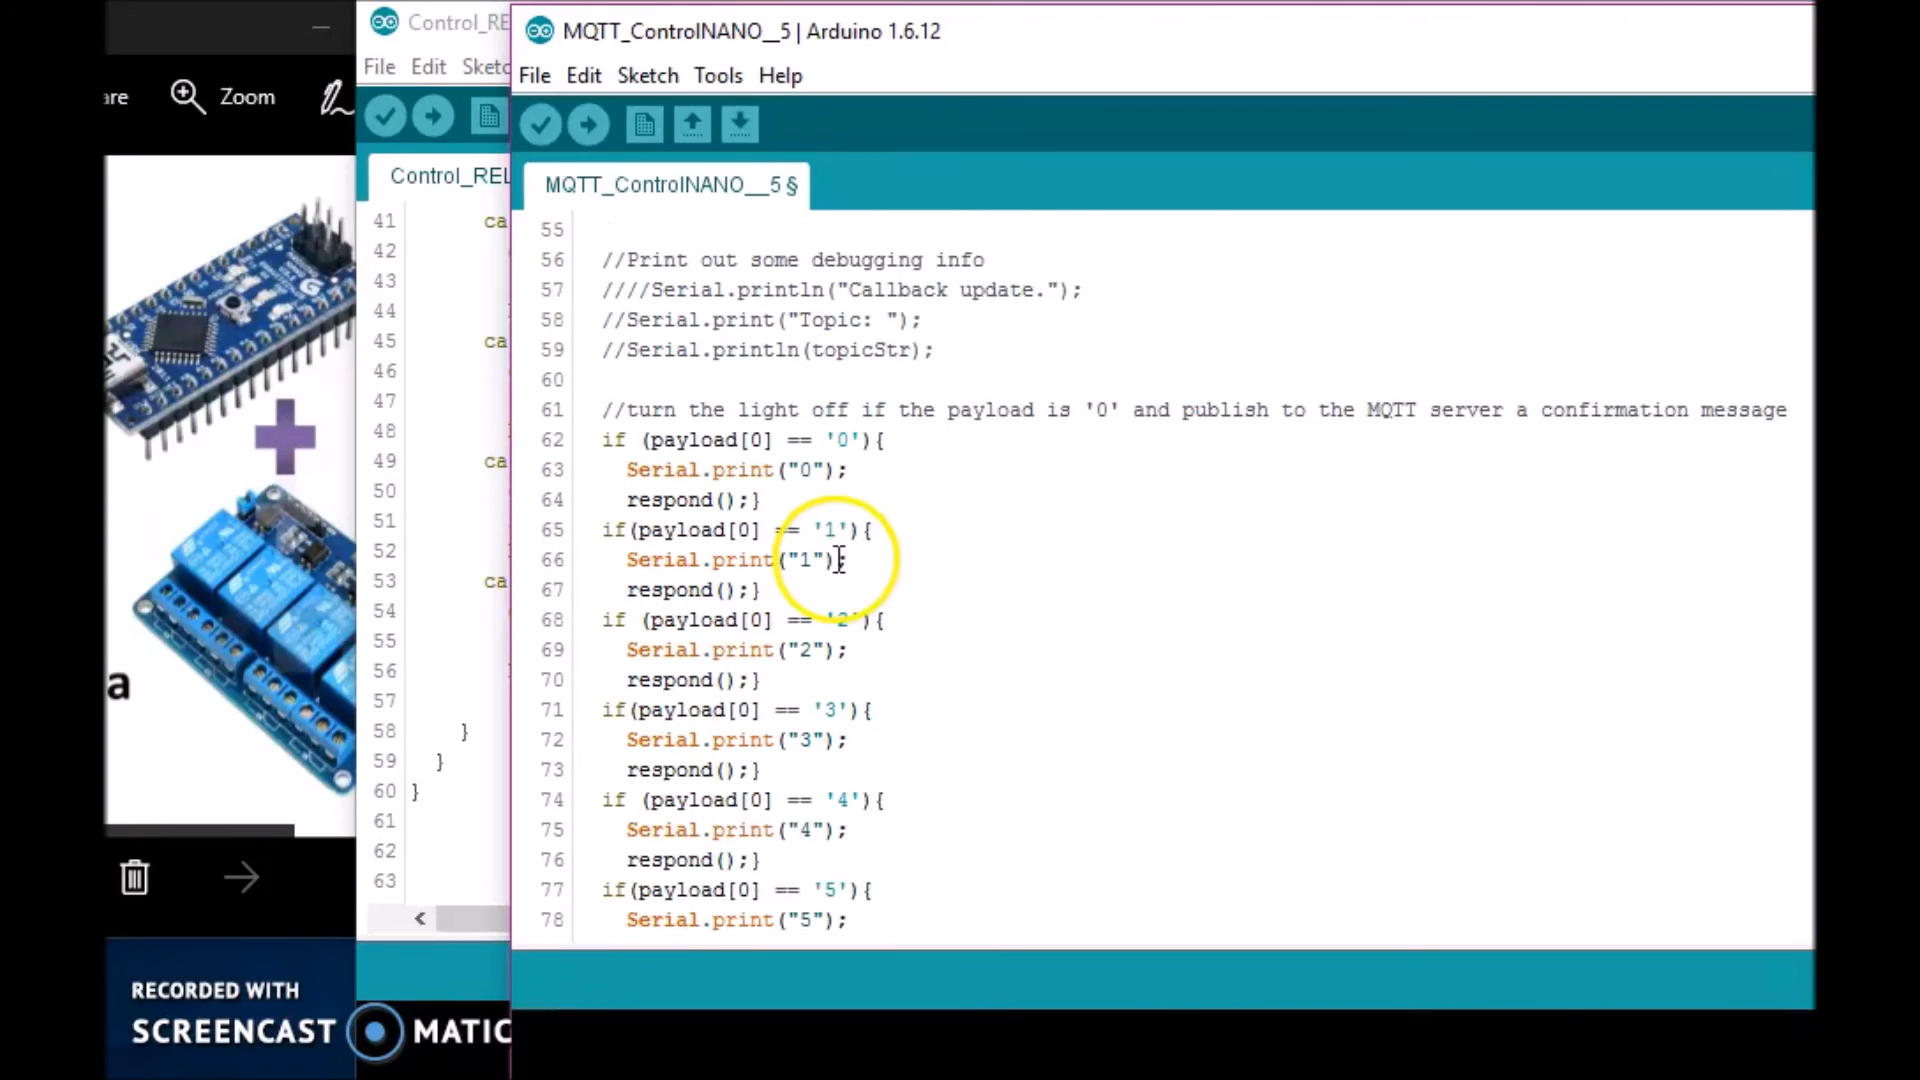 are
Zoom
a
RECORDED WITH
SCREENCAST MATIC
Control_RE
File Edit Sketc
Control_REL
41 ca
42
43
44
45 ca
46
47
48
49 ca
50
51
52
53 ca
54
55
56
57
58 }
59 }
60 }
61
62
63
<
MQTT_ControlNANO__5 | Arduino 1.6.12
File Edit Sketch Tools Help
MQTT_ControlNANO__5 §
55
56 //Print out some debugging info
57 ////Serial.println("Callback update.");
58 //Serial.print("Topic: ");
59 //Serial.println(topicStr);
60
61 //turn the light off if the payload is '0' and publish to the MQTT server a confirmation message
62 if (payload[0] == '0'){
63 Serial.print("0");
64 respond();}
65 if(payload[0] == '1'){
66 Serial.print("1");
67 respond();}
68 if (payload[0] == '2'){
69 Serial.print("2");
70 respond();}
71 if(payload[0] == '3'){
72 Serial.print("3");
73 respond();}
74 if (payload[0] == '4'){
75 Serial.print("4");
76 respond();}
77 if(payload[0] == '5'){
78 Serial.print("5");